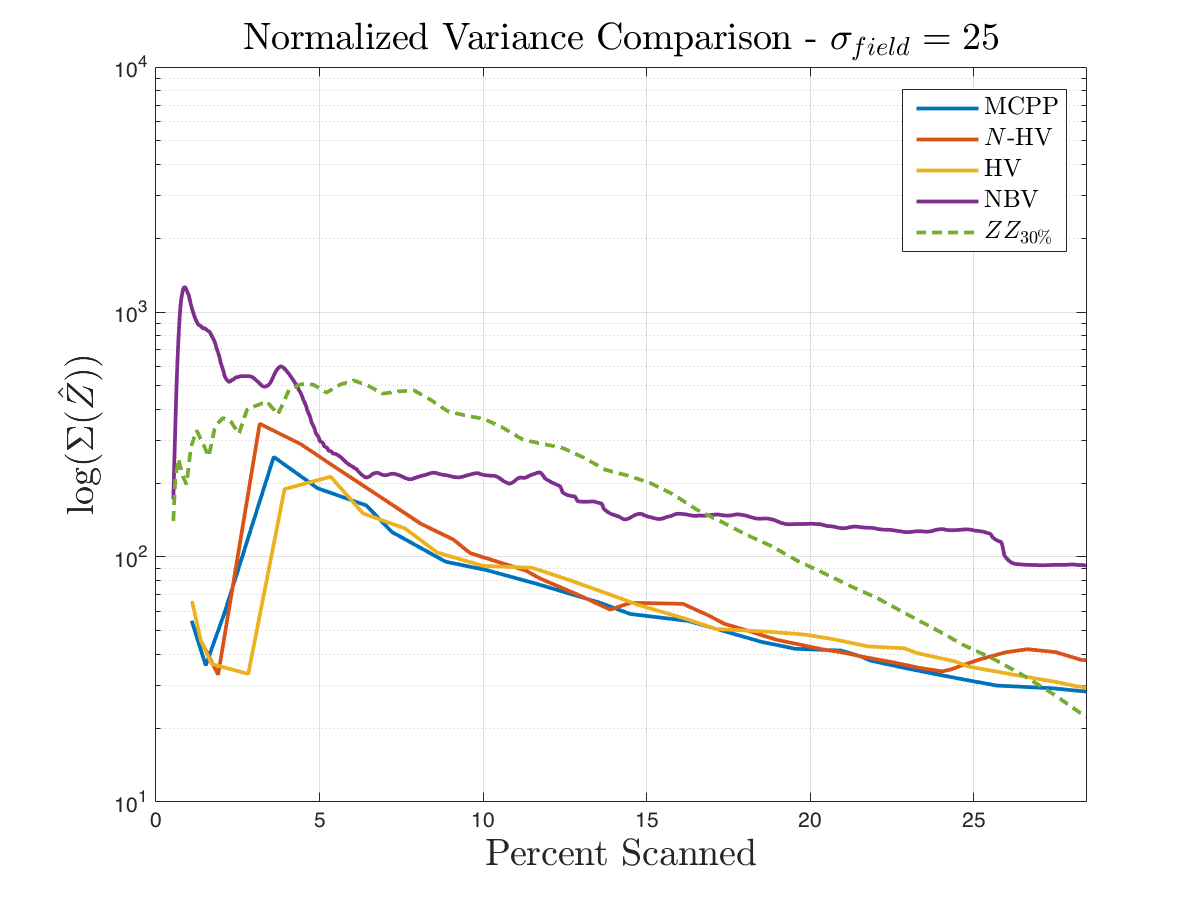 Normalized Variance Comparison - σ_field = 25
10^4
10^3
10^2
10^1
log(Σ(Ẑ))
MCPP
N-HV
HV
NBV
ZZ_30%
0 5 10 15 20 25
Percent Scanned